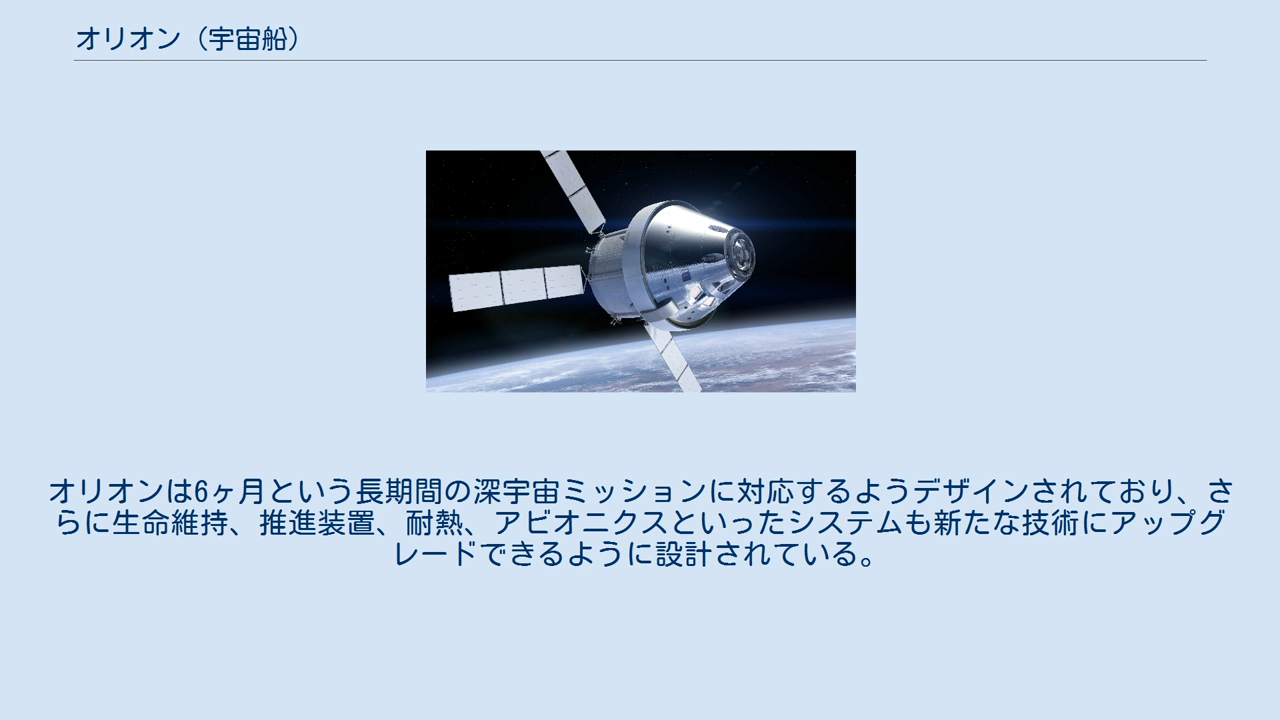 オリオン（宇宙船）
オリオンは6ヶ月という長期間の深宇宙ミッションに対応するようデザインされており、さ
らに生命維持、推進装置、耐熱、アビオニクスといったシステムも新たな技術にアップグ
レードできるように設計されている。